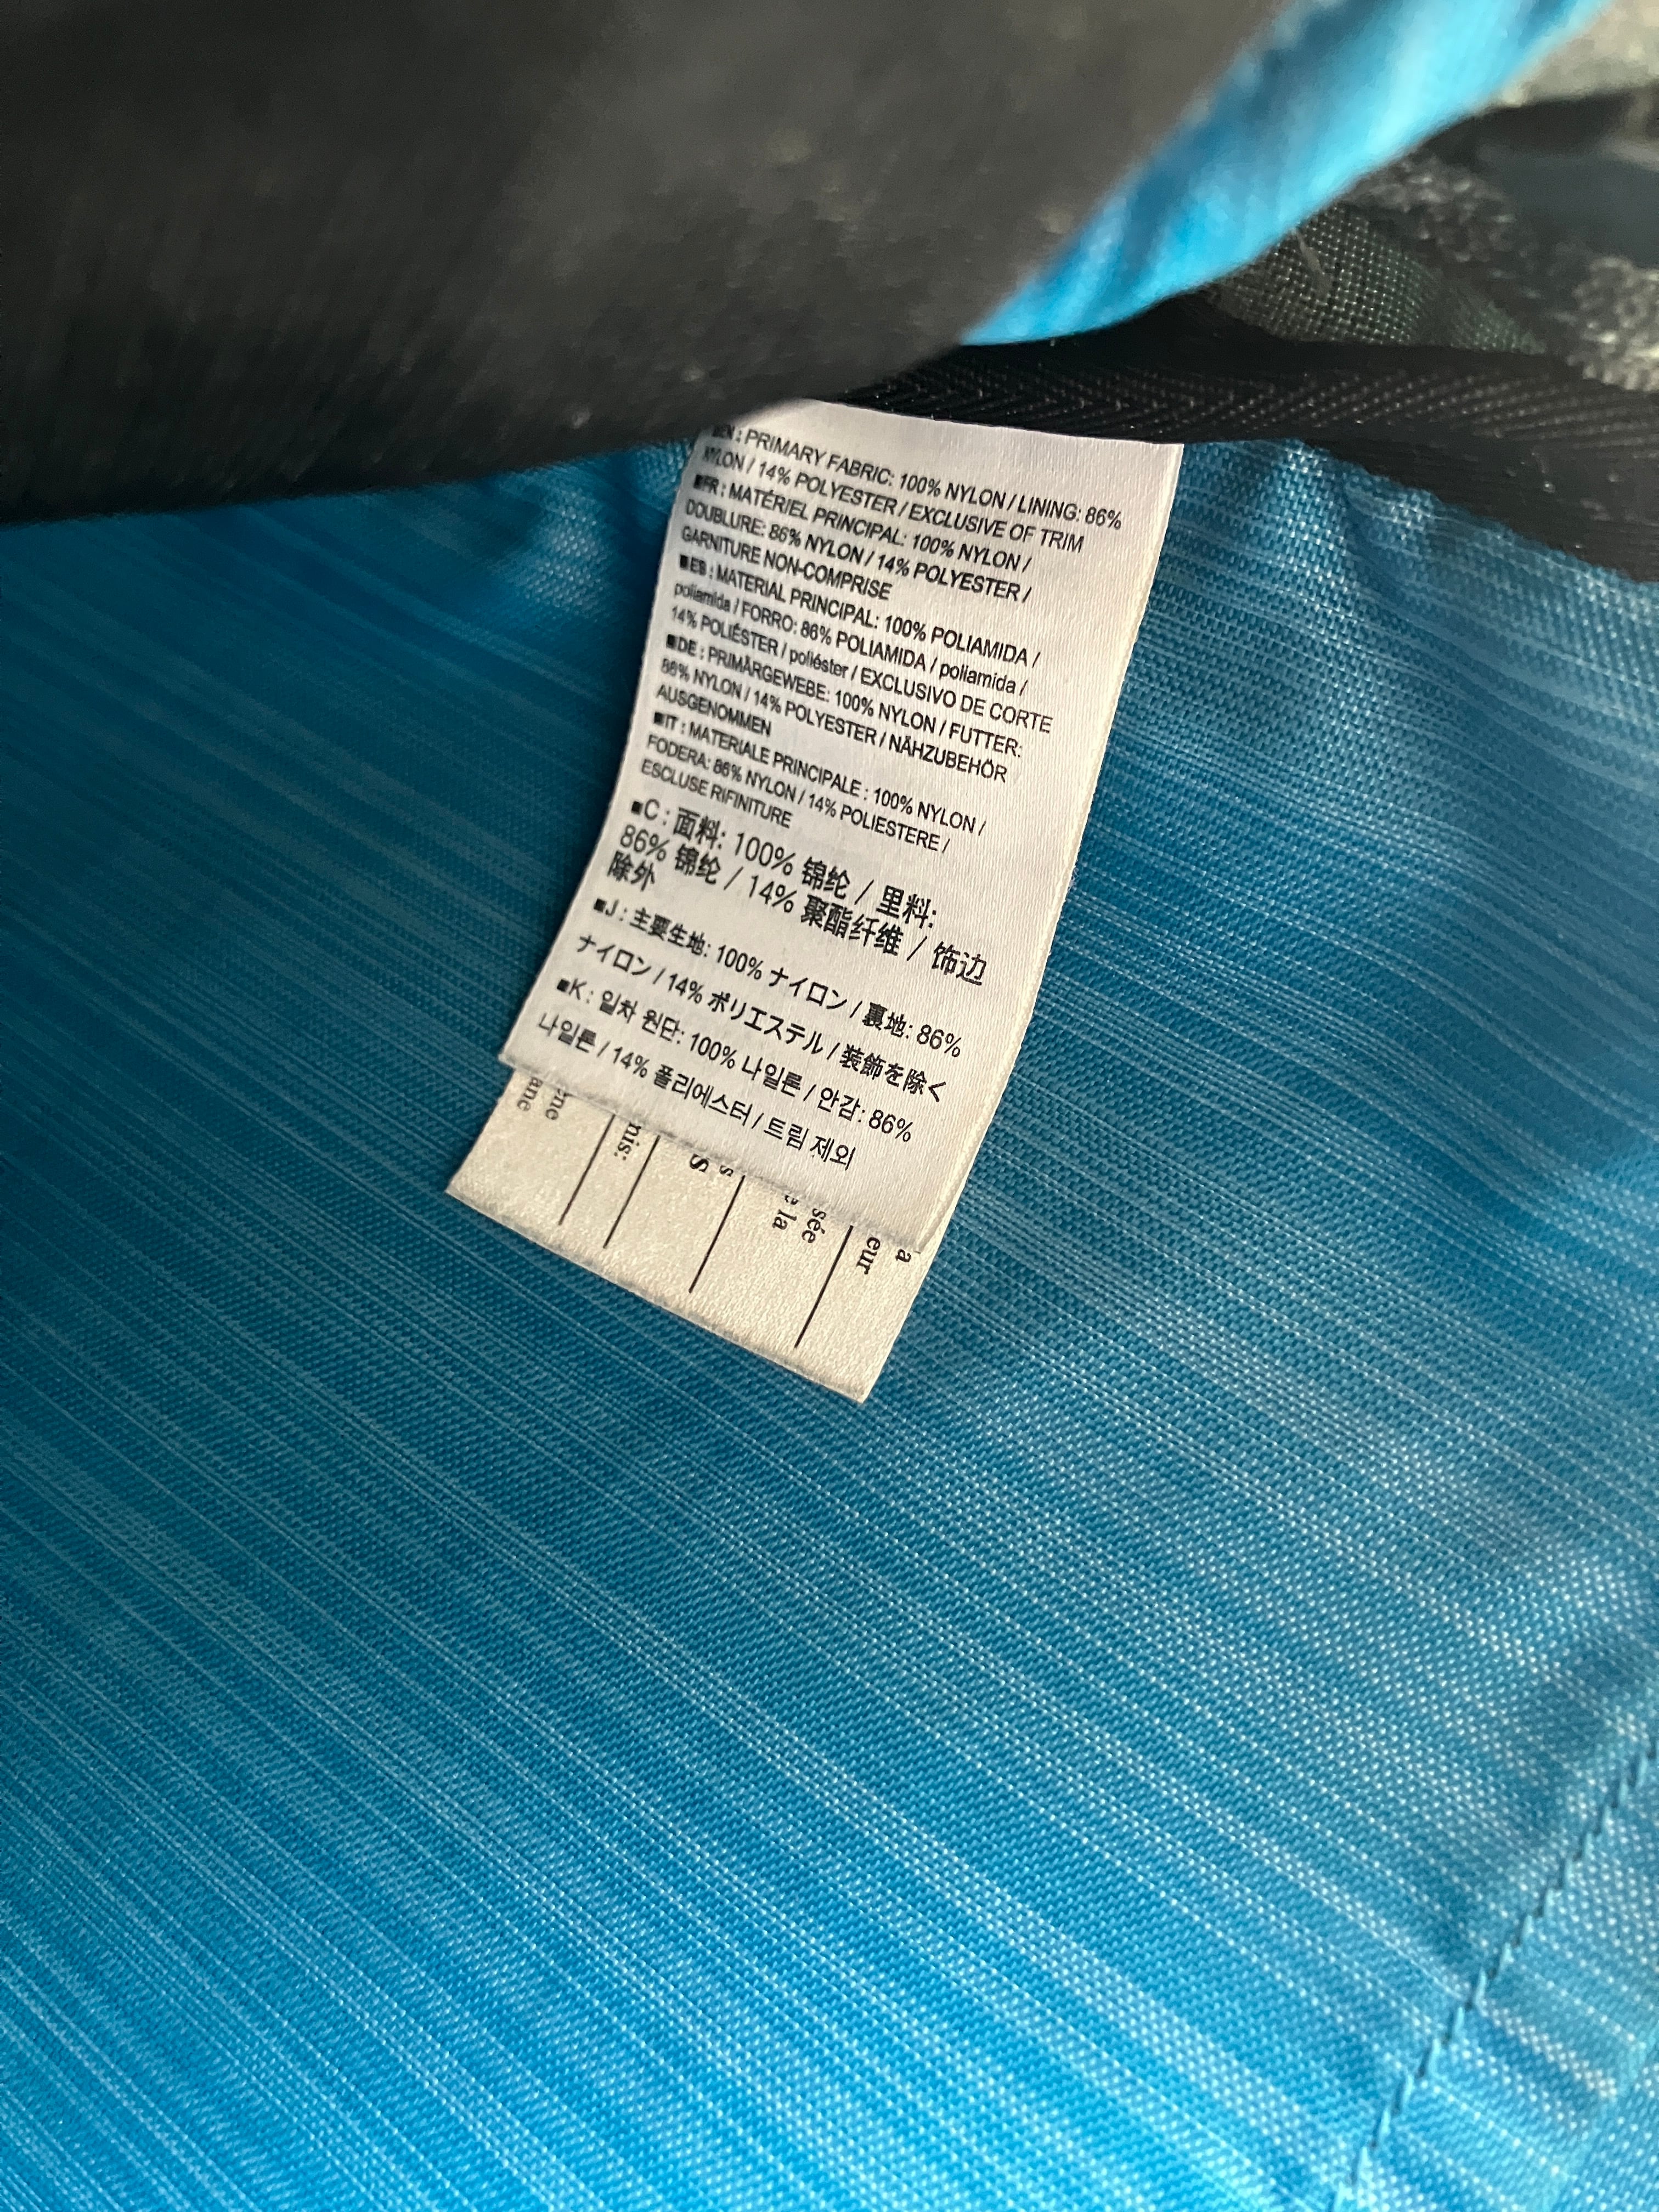 ■EN : PRIMARY FABRIC: 100% NYLON / LINING: 86%
NYLON / 14% POLYESTER / EXCLUSIVE OF TRIM
■FR : MATÉRIEL PRINCIPAL: 100% NYLON /
DOUBLURE: 86% NYLON / 14% POLYESTER /
GARNITURE NON-COMPRISE
■ES : MATERIAL PRINCIPAL: 100% POLIAMIDA /
poliamida / FORRO: 86% POLIAMIDA / poliamida /
14% POLIÉSTER / poliéster / EXCLUSIVO DE CORTE
■DE : PRIMÄRGEWEBE: 100% NYLON / FUTTER:
86% NYLON / 14% POLYESTER / NÄHZUBEHÖR
AUSGENOMMEN
■IT : MATERIALE PRINCIPALE : 100% NYLON /
FODERA: 86% NYLON / 14% POLIESTERE /
ESCLUSE RIFINITURE
■C : 面料: 100% 锦纶 / 里料:
86% 锦纶 / 14% 聚酯纤维 / 饰边
除外
■J : 主要生地: 100% ナイロン / 裏地: 86%
ナイロン / 14% ポリエステル / 装飾を除く
■K : 일차 원단: 100% 나일론 / 안감: 86%
나일론 / 14% 폴리에스터 / 트림 제외
a
eur
sée
la
s
S
nis:
ne
ane